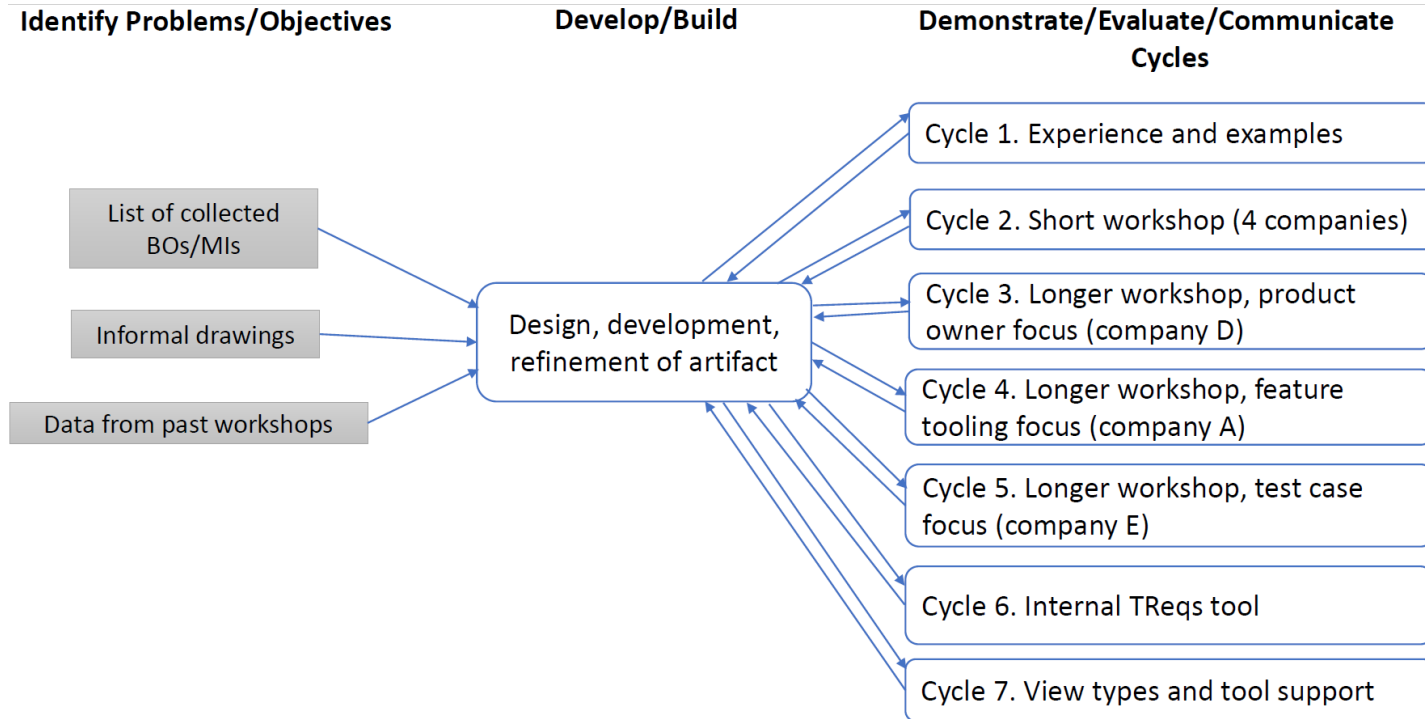 Identify Problems/Objectives
Develop/Build
Demonstrate/Evaluate/Communicate
Cycles
List of collected
BOs/MIs
Informal drawings
Data from past workshops
Design, development,
refinement of artifact
Cycle 1. Experience and examples
Cycle 2. Short workshop (4 companies)
Cycle 3. Longer workshop, product
owner focus (company D)
Cycle 4. Longer workshop, feature
tooling focus (company A)
Cycle 5. Longer workshop, test case
focus (company E)
Cycle 6. Internal TReqs tool
Cycle 7. View types and tool support